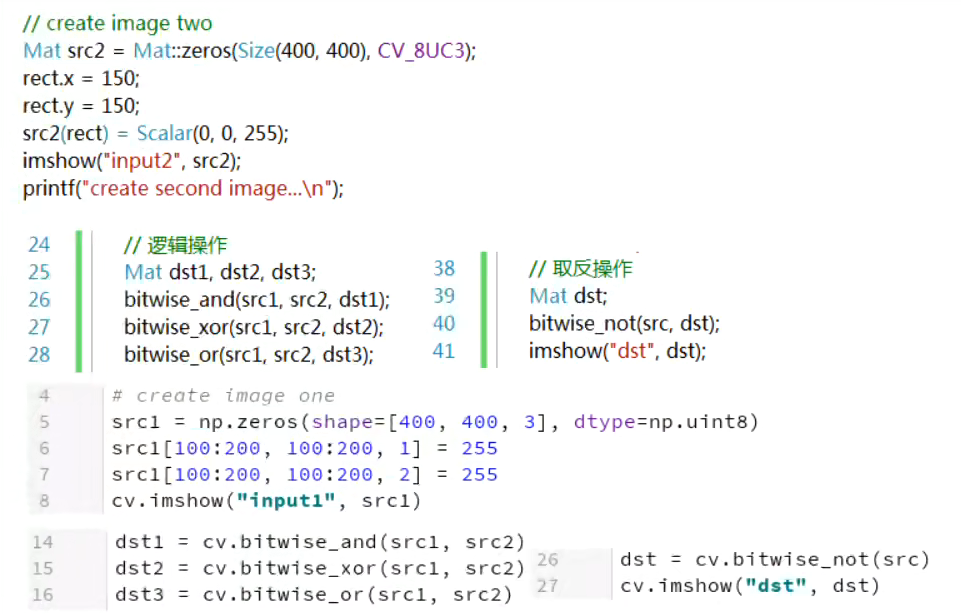 // create image two
Mat src2 = Mat::zeros(Size(400, 400), CV_8UC3);
rect.x = 150;
rect.y = 150;
src2(rect) = Scalar(0, 0, 255);
imshow("input2", src2);
printf("create second image...\n");
24 // 逻辑操作
25 Mat dst1, dst2, dst3;
26 bitwise_and(src1, src2, dst1);
27 bitwise_xor(src1, src2, dst2);
28 bitwise_or(src1, src2, dst3);
38 // 取反操作
39 Mat dst;
40 bitwise_not(src, dst);
41 imshow("dst", dst);
4 # create image one
5 src1 = np.zeros(shape=[400, 400, 3], dtype=np.uint8)
6 src1[100:200, 100:200, 1] = 255
7 src1[100:200, 100:200, 2] = 255
8 cv.imshow("input1", src1)
14 dst1 = cv.bitwise_and(src1, src2)
15 dst2 = cv.bitwise_xor(src1, src2)
16 dst3 = cv.bitwise_or(src1, src2)
26 dst = cv.bitwise_not(src)
27 cv.imshow("dst", dst)